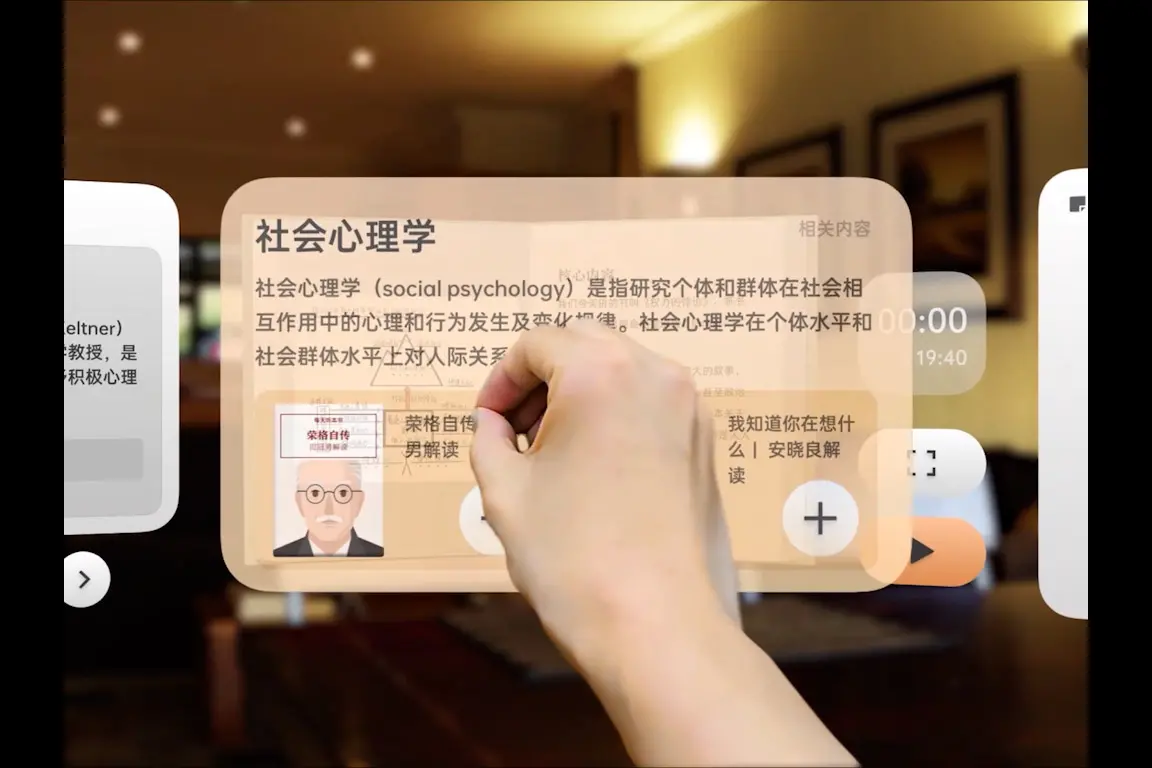 社会心理学
相关内容
社会心理学（social psychology）是指研究个体和群体在社会相
互作用中的心理和行为发生及变化规律。社会心理学在个体水平和
社会群体水平上对人际关系
核心内容
荣格自传
荣格自传
男解读
我知道你在想什
么 | 安晓良解
读
eltner）
教授，是
积极心理
00:00
19:40